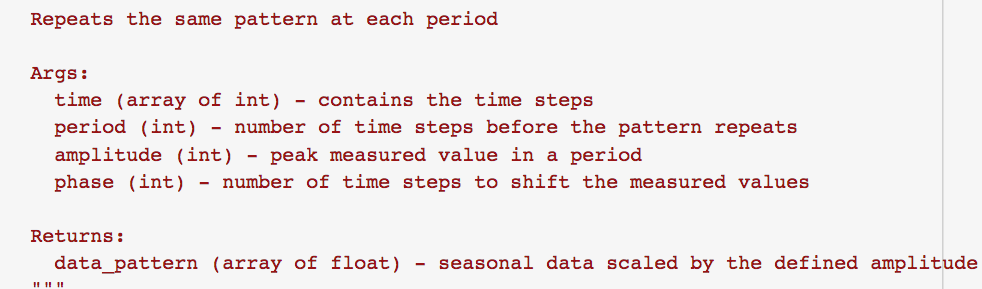 Repeats the same pattern at each period
Args:
time (array of int) - contains the time steps
period (int) - number of time steps before the pattern repeats
amplitude (int) - peak measured value in a period
phase (int) - number of time steps to shift the measured values
Returns:
data_pattern (array of float) - seasonal data scaled by the defined amplitude
"""